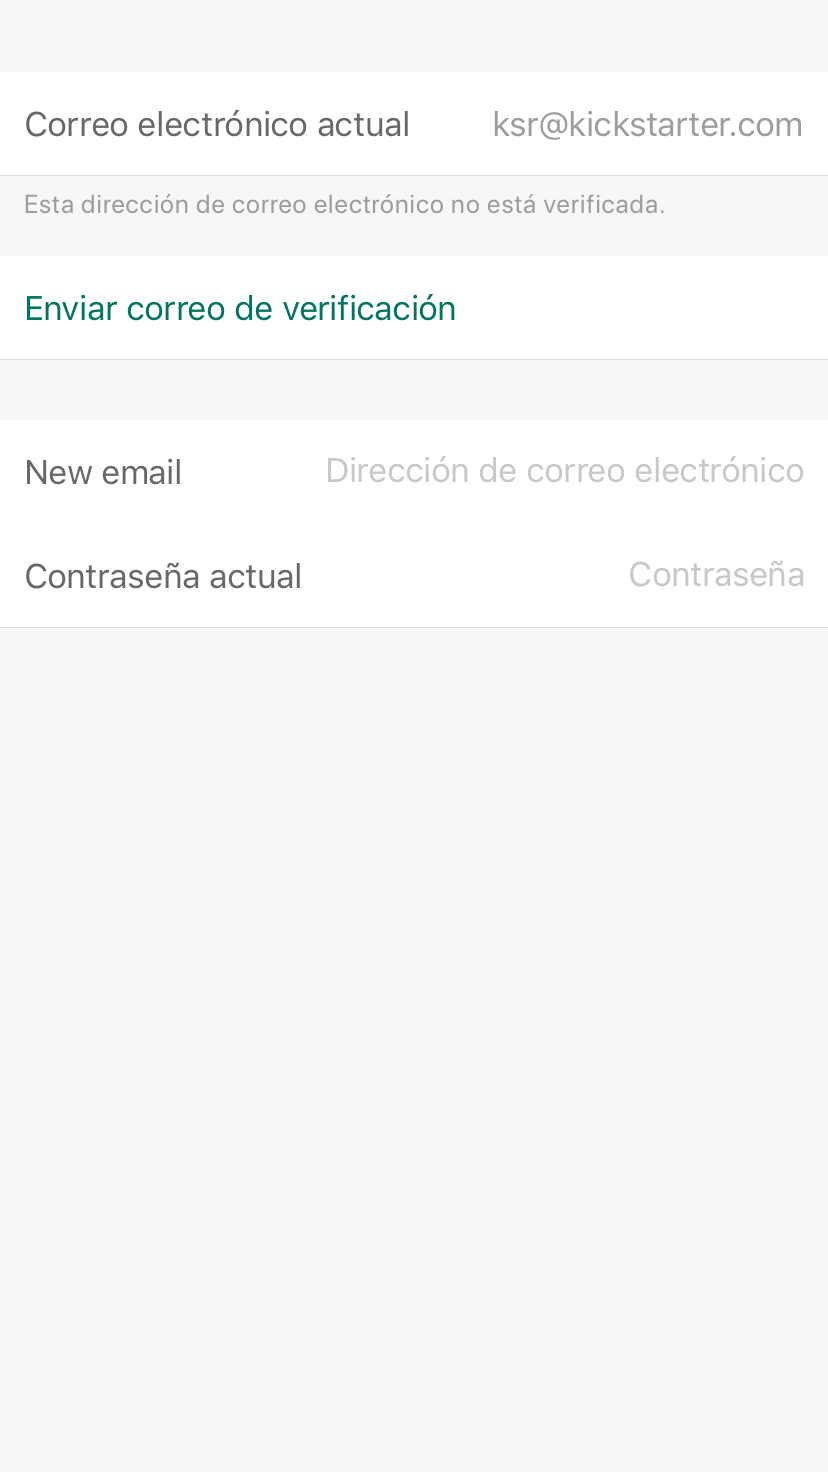 Correo electrónico actual ksr@kickstarter.com
Esta dirección de correo electrónico no está verificada.
Enviar correo de verificación
New email Dirección de correo electrónico
Contraseña actual Contraseña